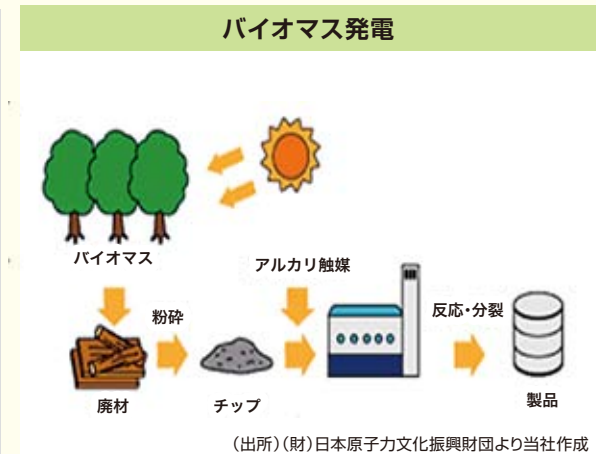 バイオマス発電
バイオマス
アルカリ触媒
粉砕
反応・分裂
廃材
チップ
製品
(出所)(財)日本原子力文化振興財団より当社作成